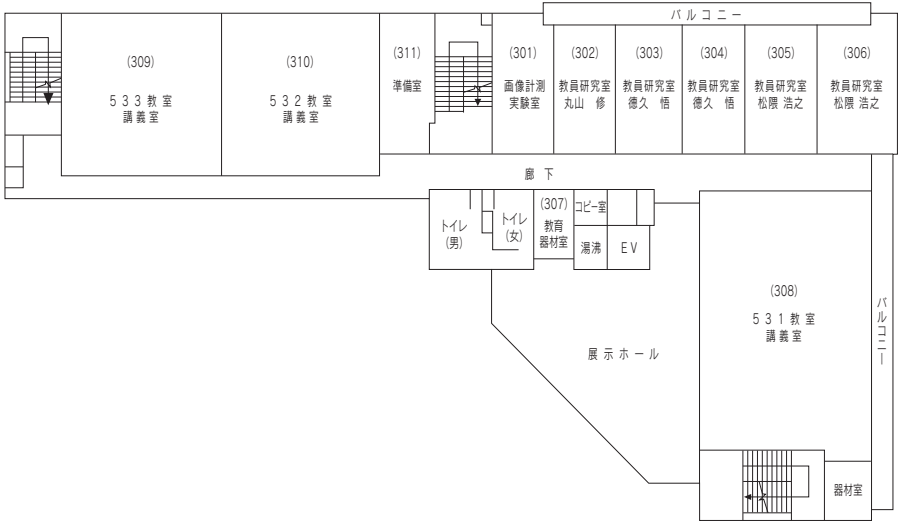 バルコニー
(309)
５３３教室
講義室
(310)
５３２教室
講義室
(311)
準備室
(301)
画像計測
実験室
(302)
教員研究室
丸山 修
(303)
教員研究室
德久 悟
(304)
教員研究室
德久 悟
(305)
教員研究室
松隈 浩之
(306)
教員研究室
松隈 浩之
廊下
トイレ
(男)
トイレ
(女)
(307)
教育
器材室
コピー室
湯沸
ＥＶ
(308)
５３１教室
講義室
バルコニー
展示ホール
器材室